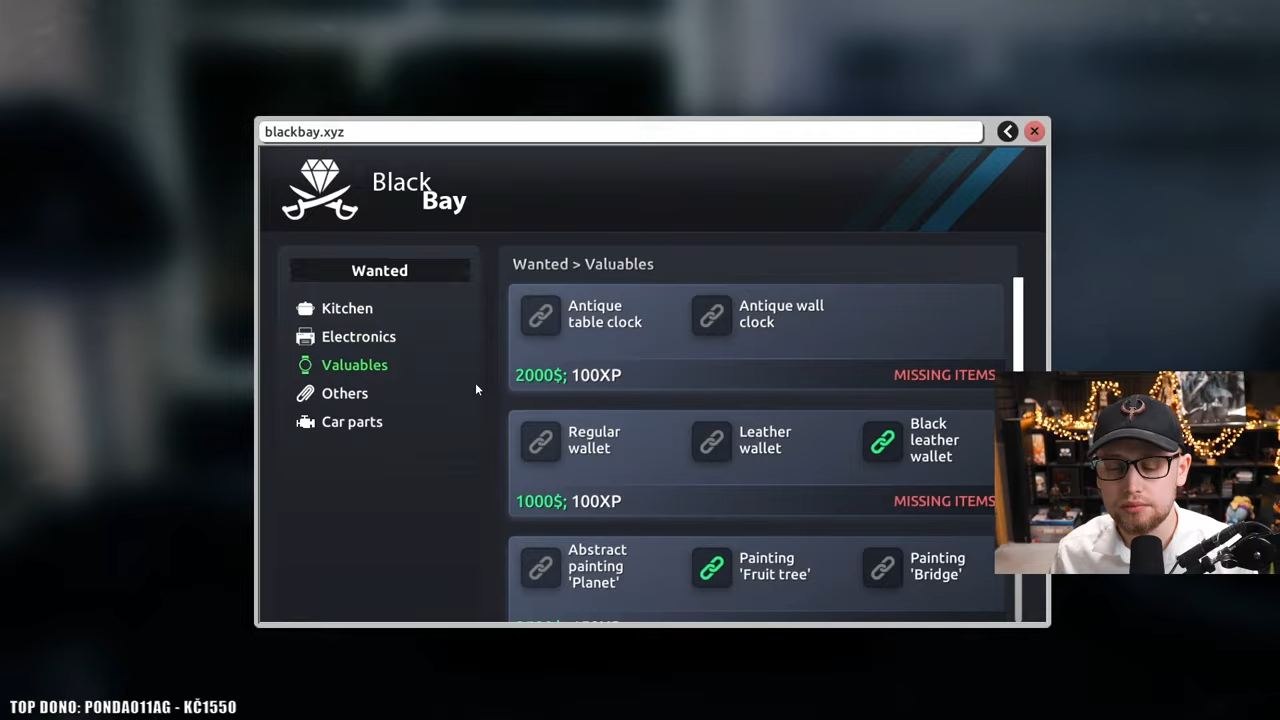 blackbay.xyz
Black
Bay
Wanted
Kitchen
Electronics
Valuables
Others
Car parts
Wanted > Valuables
Antique
table clock
Antique wall
clock
2000$; 100XP
MISSING ITEMS
Regular
wallet
Leather
wallet
Black
leather
wallet
1000$; 100XP
MISSING ITEMS
Abstract
painting
'Planet'
Painting
'Fruit tree'
Painting
'Bridge'
TOP DONO: PONDA011AG - KČ1550